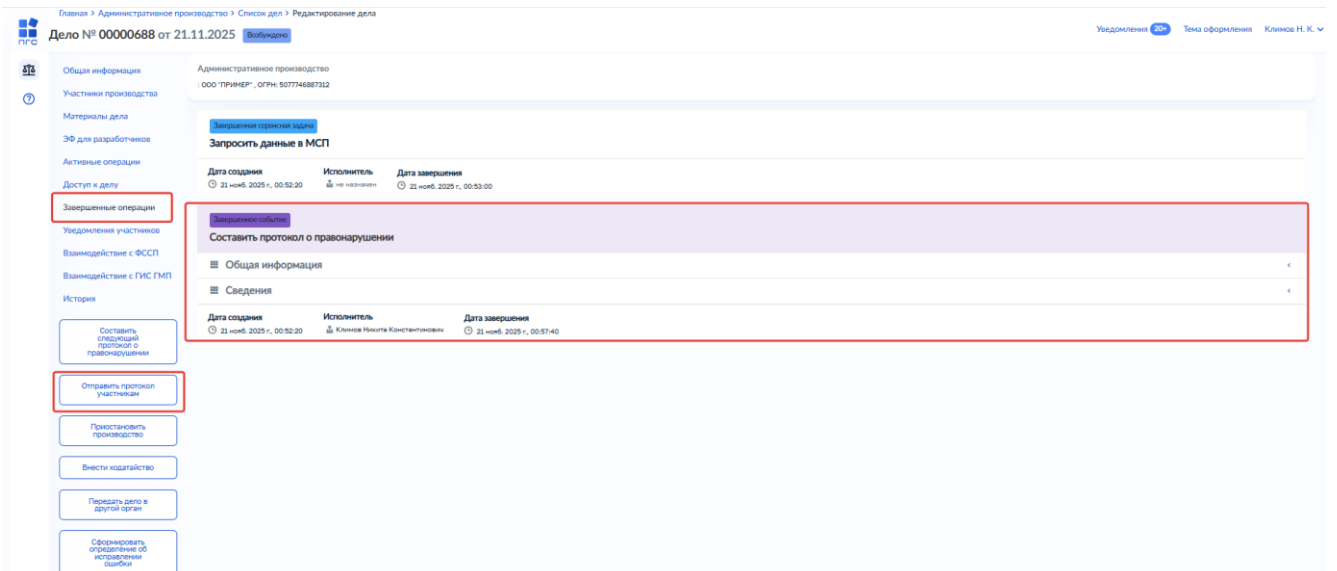 Главная > Административное производство > Список дел > Редактирование дела
пгс
Дело № 00000688 от 21.11.2025 Возбуждено
Уведомления 20+ Тема оформления Климов Н. К.
Общая информация
Участники производства
Материалы дела
ЭФ для разработчиков
Активные операции
Доступ к делу
Завершенные операции
Уведомления участников
Взаимодействие с ФССП
Взаимодействие с ГИС ГМП
История
Составить
следующий
протокол о
правонарушении
Отправить протокол
участникам
Приостановить
производство
Внести ходатайство
Передать дело в
другой орган
Сформировать
определение об
исправлении
ошибки
Административное производство
: ООО "ПРИМЕР" , ОГРН: 5077746887312
Завершенная сервисная задача
Запросить данные в МСП
Дата создания Исполнитель Дата завершения
21 нояб. 2025 г., 00:52:20 не назначен 21 нояб. 2025 г., 00:53:00
Завершенное событие
Составить протокол о правонарушении
Общая информация
Сведения
Дата создания Исполнитель Дата завершения
21 нояб. 2025 г., 00:52:20 Климов Никита Константинович 21 нояб. 2025 г., 00:57:40